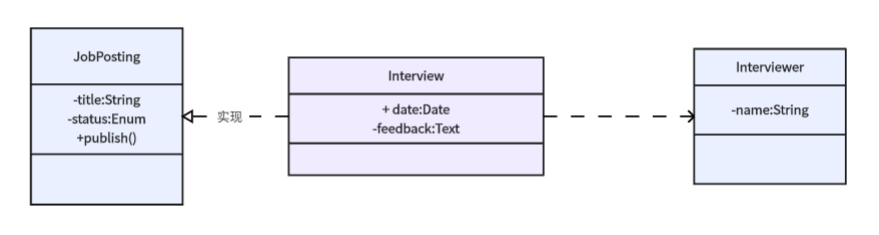 JobPosting
-title:String
-status:Enum
+publish()
实现
Interview
+ date:Date
-feedback:Text
Interviewer
-name:String